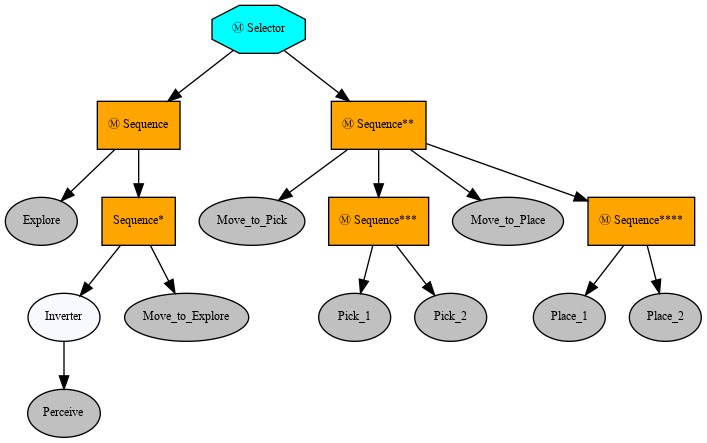 Ⓜ Selector
Ⓜ Sequence
Ⓜ Sequence**
Explore
Sequence*
Move_to_Pick
Ⓜ Sequence***
Move_to_Place
Ⓜ Sequence****
Inverter
Move_to_Explore
Pick_1
Pick_2
Place_1
Place_2
Perceive